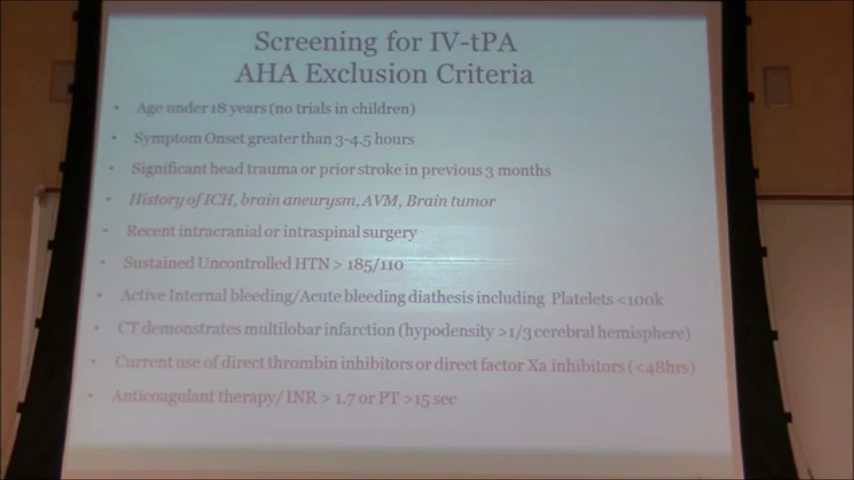 Screening for IV-tPA
AHA Exclusion Criteria
• Age under 18 years (no trials in children)
• Symptom Onset greater than 3-4.5 hours
• Significant head trauma or prior stroke in previous 3 months
• History of ICH, brain aneurysm, AVM, Brain tumor
• Recent intracranial or intraspinal surgery
• Sustained Uncontrolled HTN > 185/110
• Active Internal bleeding/Acute bleeding diathesis including Platelets <100k
• CT demonstrates multilobar infarction (hypodensity >1/3 cerebral hemisphere)
• Current use of direct thrombin inhibitors or direct factor Xa inhibitors (<48hrs)
• Anticoagulant therapy/ INR > 1.7 or PT >15 sec